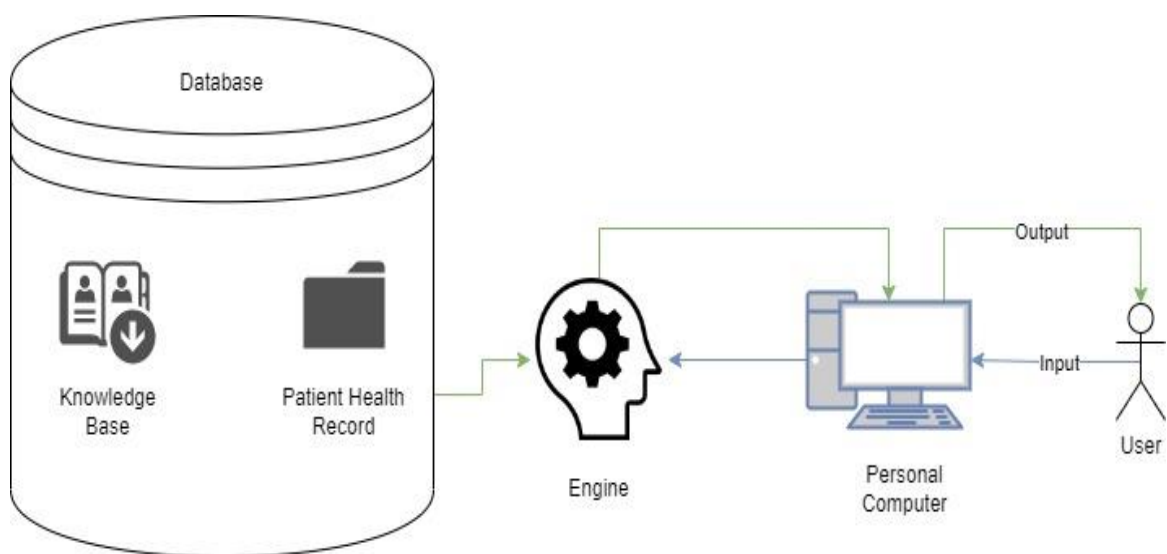 Database
Knowledge
Base
Patient Health
Record
Engine
Personal
Computer
Output
Input
User